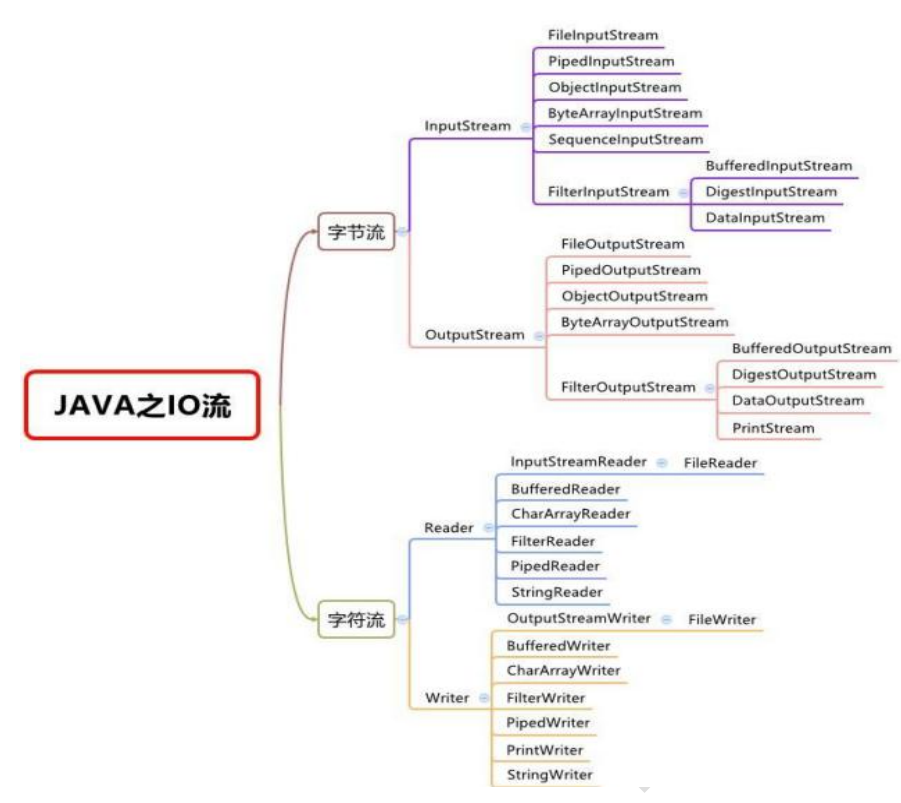 JAVA之IO流
字节流
InputStream
FileInputStream
PipedInputStream
ObjectInputStream
ByteArrayInputStream
SequenceInputStream
FilterInputStream
BufferedInputStream
DigestInputStream
DataInputStream
OutputStream
FileOutputStream
PipedOutputStream
ObjectOutputStream
ByteArrayOutputStream
FilterOutputStream
BufferedOutputStream
DigestOutputStream
DataOutputStream
PrintStream
字符流
Reader
InputStreamReader
FileReader
BufferedReader
CharArrayReader
FilterReader
PipedReader
StringReader
Writer
OutputStreamWriter
FileWriter
BufferedWriter
CharArrayWriter
FilterWriter
PipedWriter
PrintWriter
StringWriter